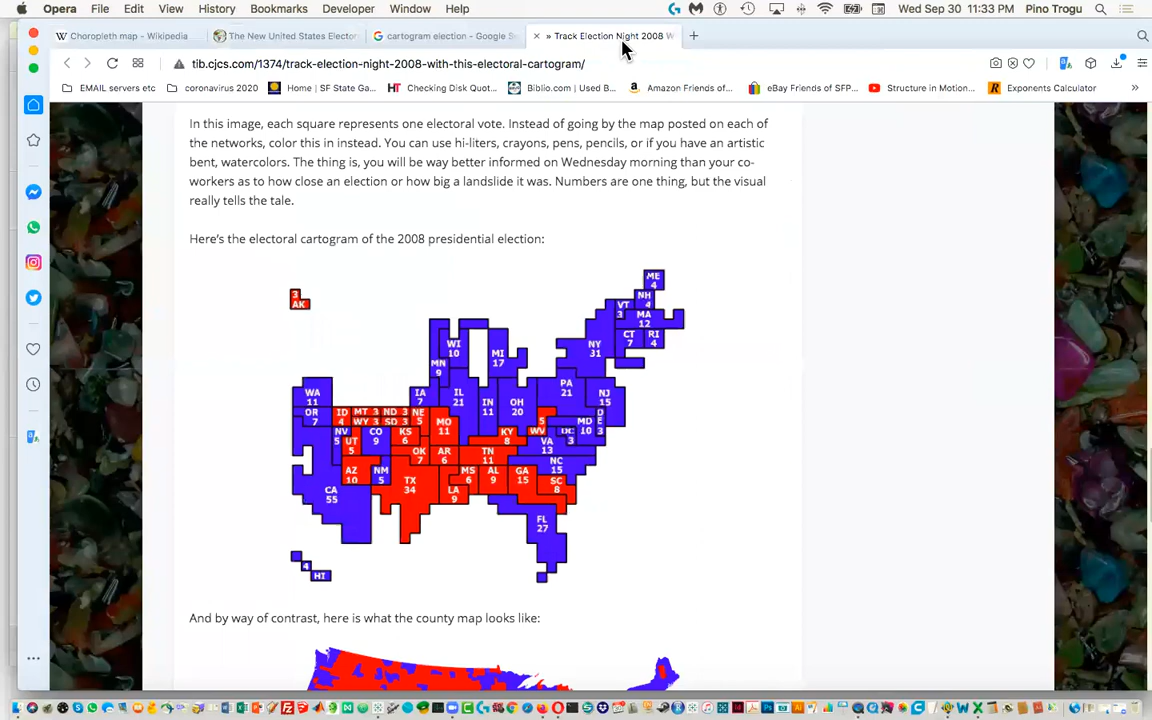 Opera File Edit View History Bookmarks Developer Window Help Wed Sep 30 11:33 PM Pino Trogu
Choropleth map - Wikipedia The New United States Elector cartogram election - Google Se » Track Election Night 2008 W
tib.cjcs.com/1374/track-election-night-2008-with-this-electoral-cartogram/
EMAIL servers etc coronavirus 2020 Home | SF State Ga... HT Checking Disk Quot... Biblio.com | Used B... Amazon Friends of... eBay Friends of SFP... Structure in Motion... R Exponents Calculator
In this image, each square represents one electoral vote. Instead of going by the map posted on each of
the networks, color this in instead. You can use hi-liters, crayons, pens, pencils, or if you have an artistic
bent, watercolors. The thing is, you will be way better informed on Wednesday morning than your co-
workers as to how close an election or how big a landslide it was. Numbers are one thing, but the visual
really tells the tale.
Here's the electoral cartogram of the 2008 presidential election:
ME
4
3
AK
NH
4
VT
3
MA
12
CT
7
RI
4
WI
10
MI
17
NY
31
MN
9
PA
21
WA
11
IA
7
IL
21
IN
11
OH
20
NJ
15
OR
7
ID
4
MT 3
WY 3
ND 3
SD 3
NE
5
MO
11
5
WV
MD
10
D
E
3
DC
3
NV
5
UT
5
CO
9
KS
6
KY
8
VA
13
OK
7
AR
6
TN
11
NC
15
AZ
10
NM
5
TX
34
MS
6
AL
9
GA
15
SC
8
CA
55
LA
9
FL
27
4
HI
And by way of contrast, here is what the county map looks like: